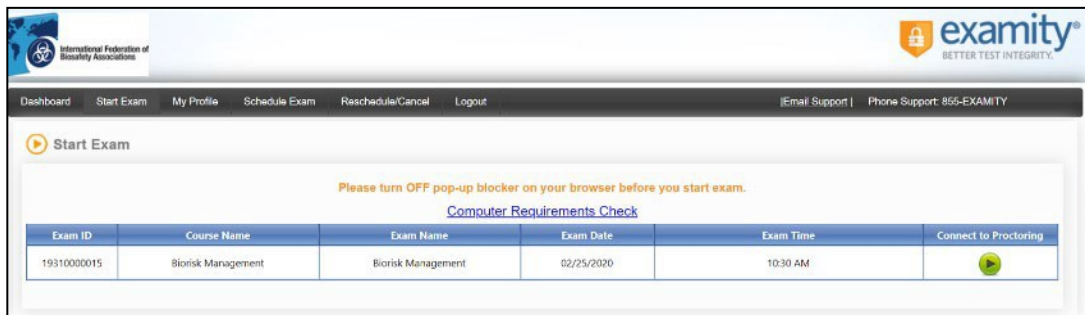 International Federation of
Biosafety Associations
examity®
BETTER TEST INTEGRITY.
Dashboard Start Exam My Profile Schedule Exam Reschedule/Cancel Logout |Email Support | Phone Support: 855-EXAMITY
Start Exam
Please turn OFF pop-up blocker on your browser before you start exam.
Computer Requirements Check
Exam ID Course Name Exam Name Exam Date Exam Time Connect to Proctoring
19310000015 Biorisk Management Biorisk Management 02/25/2020 10:30 AM